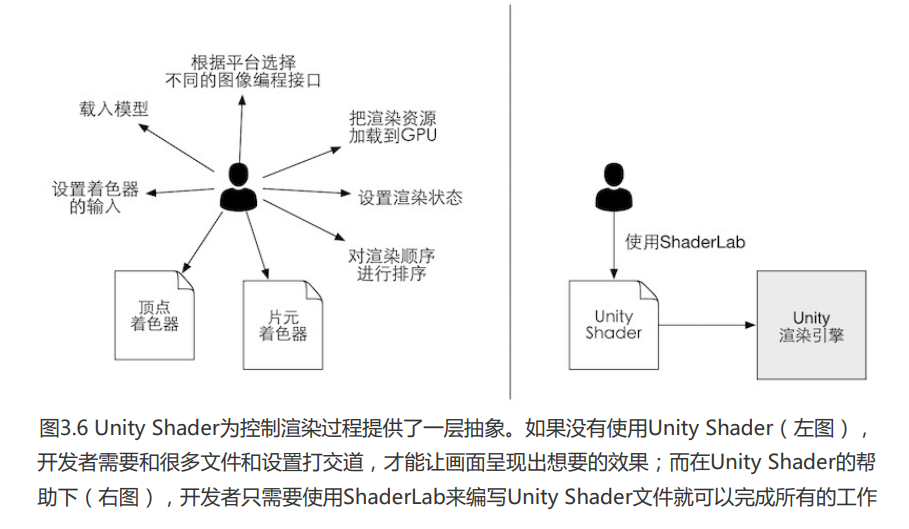 根据平台选择
不同的图像编程接口
载入模型
把渲染资源
加载到GPU
设置着色器
的输入
设置渲染状态
对渲染顺序
进行排序
顶点
着色器
片元
着色器
使用ShaderLab
Unity
Shader
Unity
渲染引擎
图3.6 Unity Shader为控制渲染过程提供了一层抽象。如果没有使用Unity Shader（左图），
开发者需要和很多文件和设置打交道，才能让画面呈现出想要的效果；而在Unity Shader的帮
助下（右图），开发者只需要使用ShaderLab来编写Unity Shader文件就可以完成所有的工作